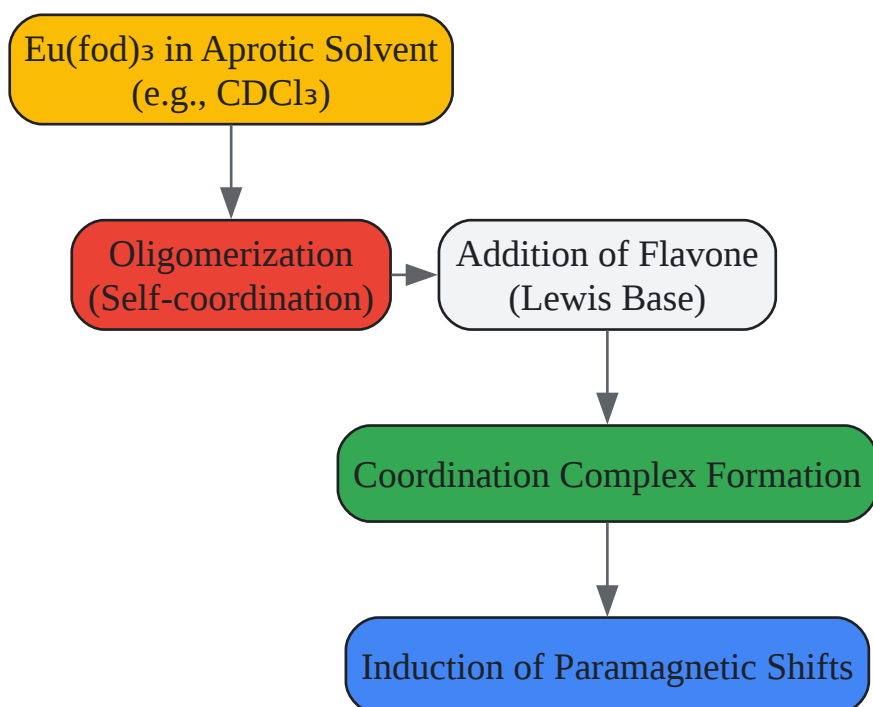 Eu(fod)₃ in Aprotic Solvent
(e.g., CDCl₃)
Oligomerization
(Self-coordination)
Addition of Flavone
(Lewis Base)
Coordination Complex Formation
Induction of Paramagnetic Shifts